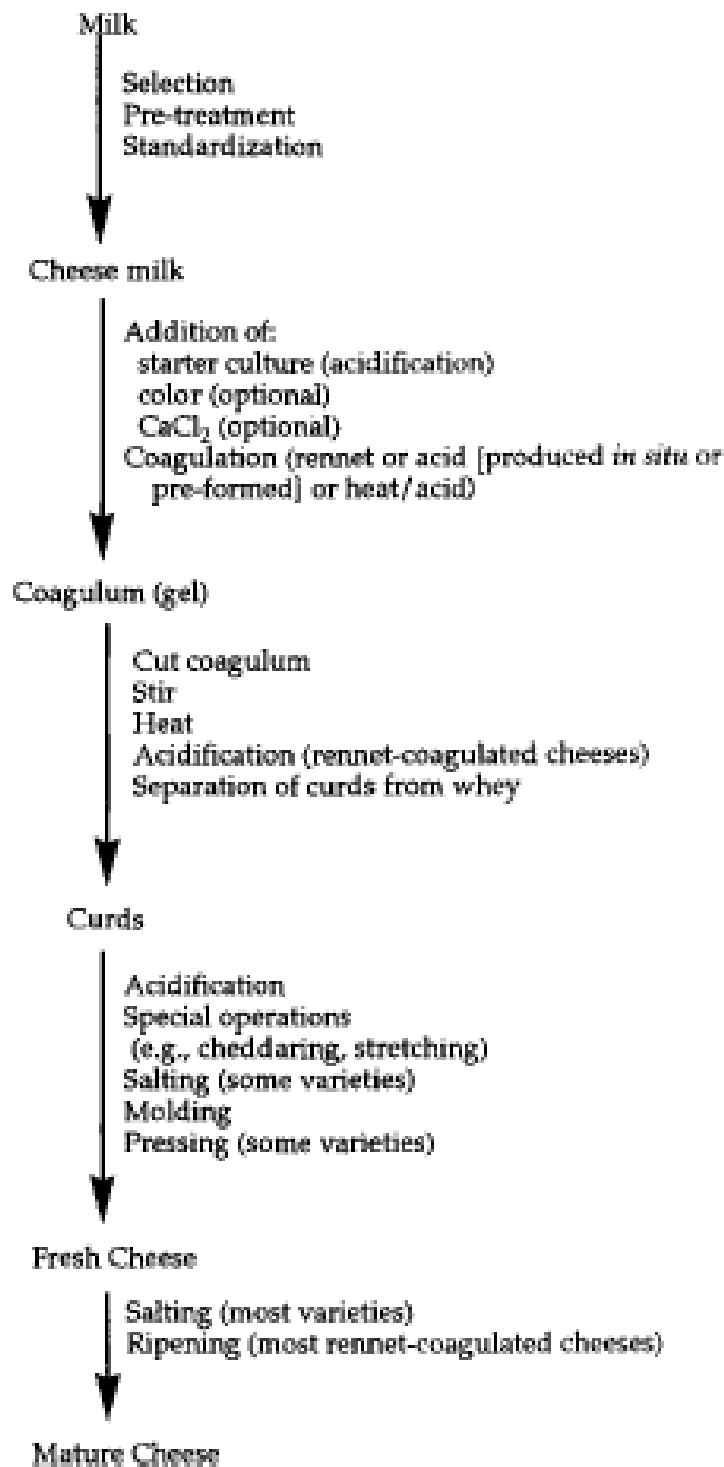 Milk
Selection
Pre-treatment
Standardization
Cheese milk
Addition of:
starter culture (acidification)
color (optional)
CaCl₂ (optional)
Coagulation (rennet or acid [produced in situ or
pre-formed] or heat/acid)
Coagulum (gel)
Cut coagulum
Stir
Heat
Acidification (rennet-coagulated cheeses)
Separation of curds from whey
Curds
Acidification
Special operations
(e.g., cheddaring, stretching)
Salting (some varieties)
Molding
Pressing (some varieties)
Fresh Cheese
Salting (most varieties)
Ripening (most rennet-coagulated cheeses)
Mature Cheese